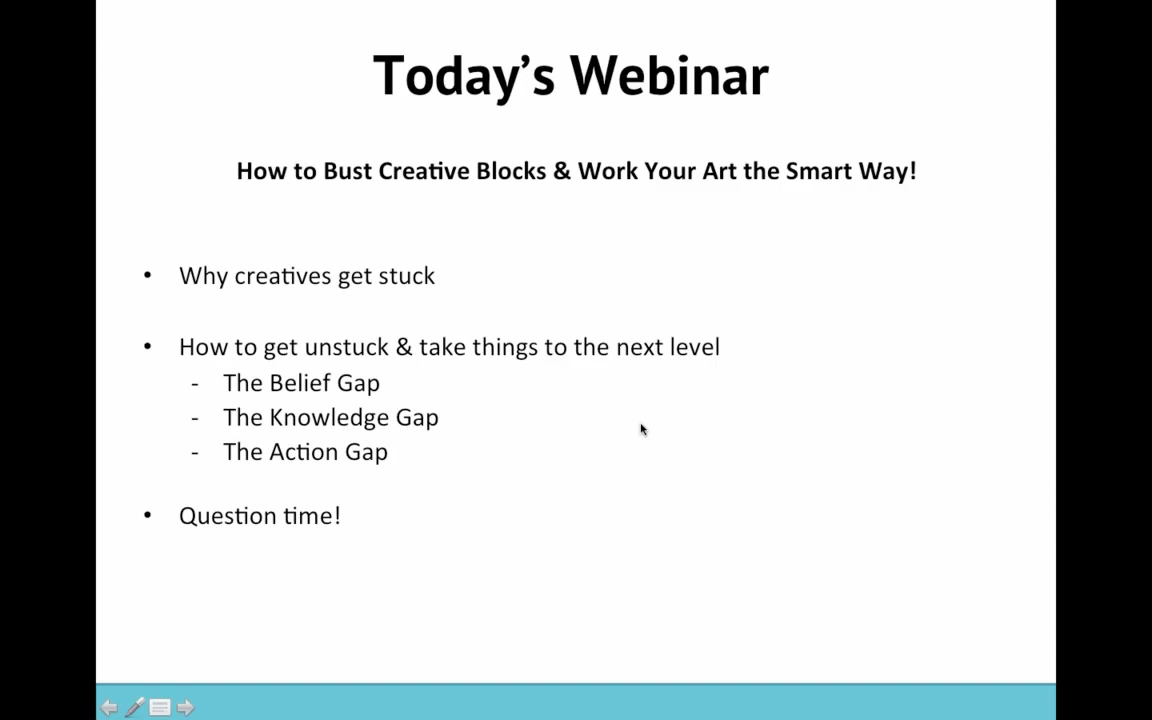 Today’s Webinar
How to Bust Creative Blocks & Work Your Art the Smart Way!
• Why creatives get stuck
• How to get unstuck & take things to the next level
- The Belief Gap
- The Knowledge Gap
- The Action Gap
• Question time!